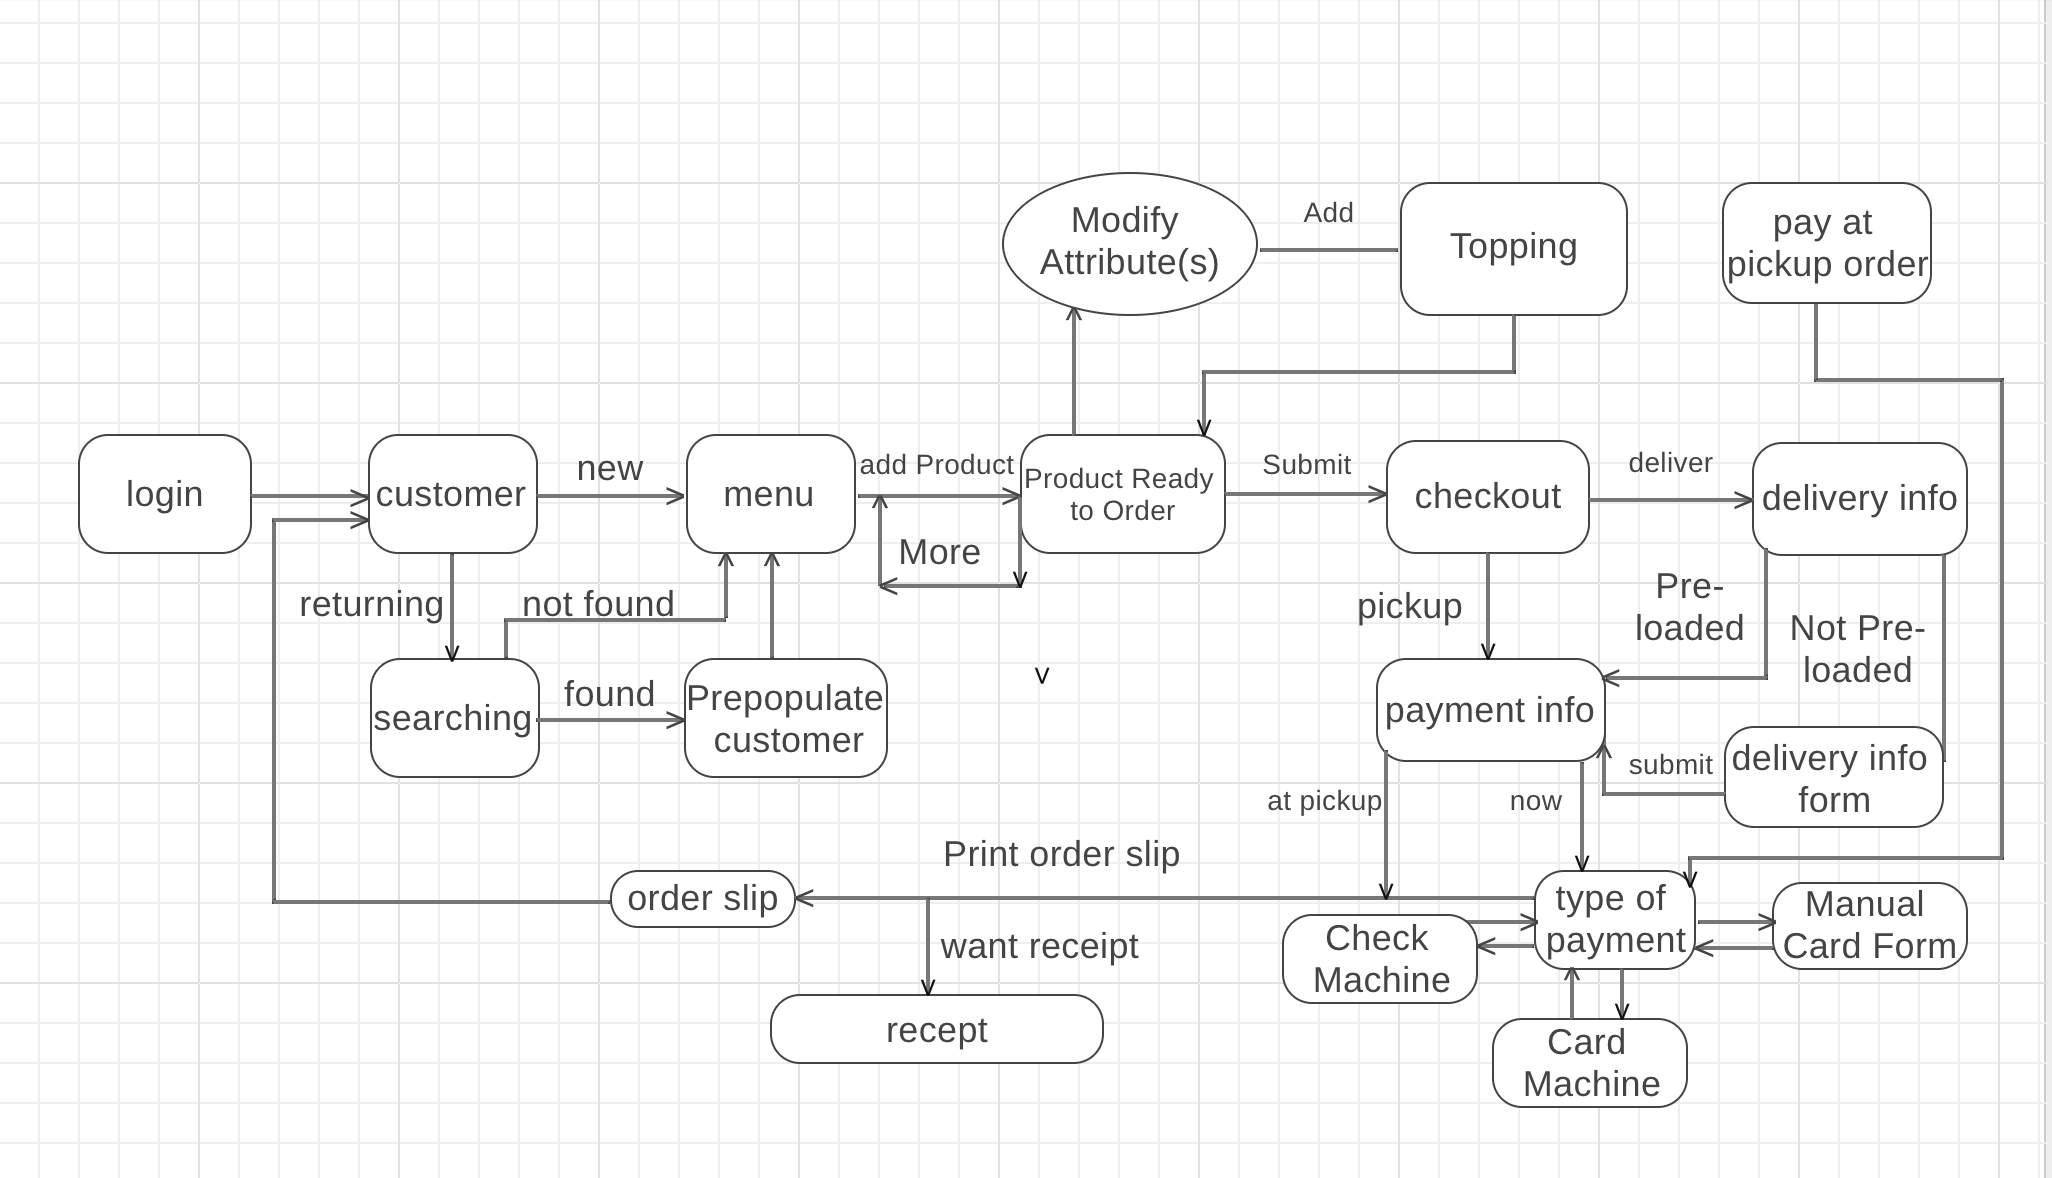 Modify
Attribute(s)
Add
Topping
pay at
pickup order
login
customer
new
menu
add Product
Product Ready
to Order
Submit
checkout
deliver
delivery info
More
returning
not found
pickup
Pre-
loaded
Not Pre-
loaded
searching
found
Prepopulate
customer
payment info
submit
delivery info
form
at pickup
now
Print order slip
order slip
type of
payment
Manual
Card Form
want receipt
Check
Machine
recept
Card
Machine